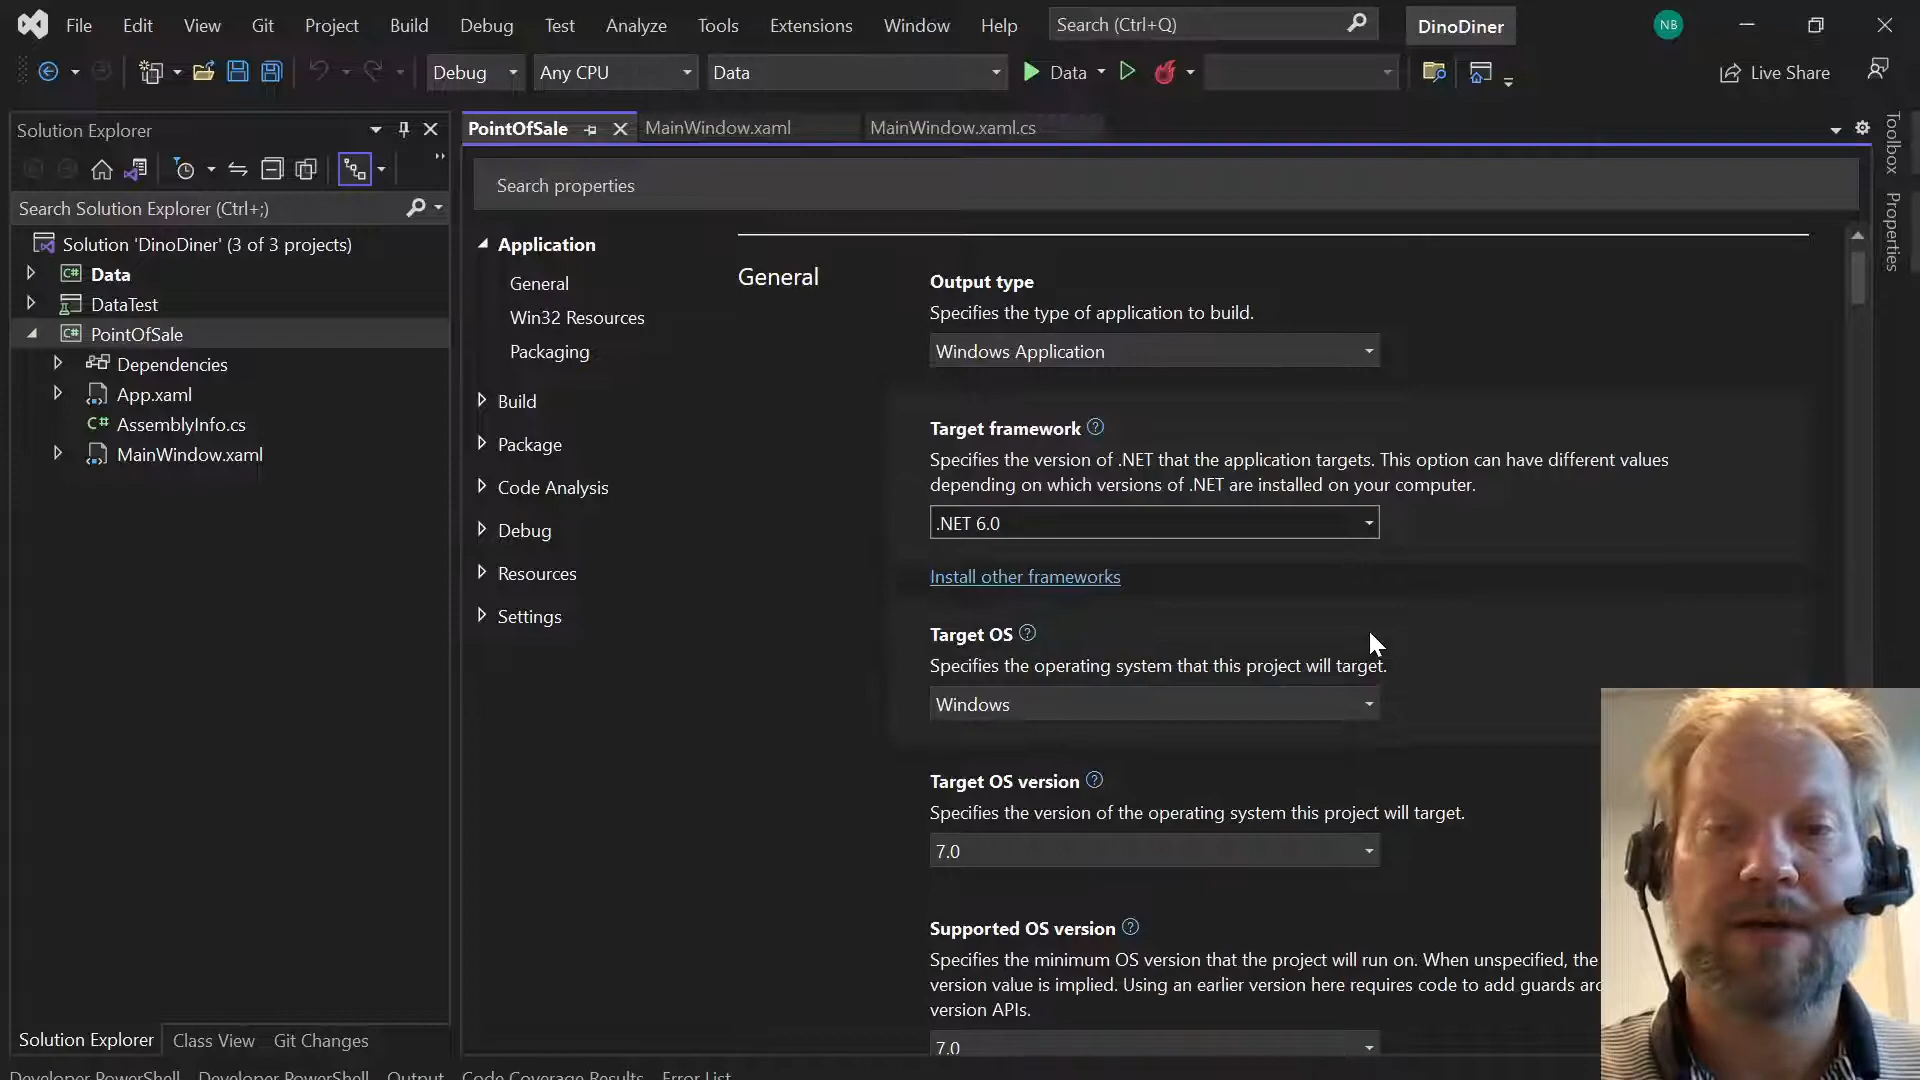 File Edit View Git Project Build Debug Test Analyze Tools Extensions Window Help Search (Ctrl+Q) DinoDiner NB
Debug Any CPU Data Data Live Share
Solution Explorer
Search Solution Explorer (Ctrl+;)
Solution 'DinoDiner' (3 of 3 projects)
C# Data
DataTest
C# PointOfSale
Dependencies
App.xaml
C# AssemblyInfo.cs
MainWindow.xaml
Solution Explorer Class View Git Changes
PointOfSale MainWindow.xaml MainWindow.xaml.cs
Search properties
Application
General
Win32 Resources
Packaging
Build
Package
Code Analysis
Debug
Resources
Settings
General
Output type
Specifies the type of application to build.
Windows Application
Target framework
Specifies the version of .NET that the application targets. This option can have different values
depending on which versions of .NET are installed on your computer.
.NET 6.0
Install other frameworks
Target OS
Specifies the operating system that this project will target.
Windows
Target OS version
Specifies the version of the operating system this project will target.
7.0
Supported OS version
Specifies the minimum OS version that the project will run on. When unspecified, the
version value is implied. Using an earlier version here requires code to add guards
version APIs.
7.0
Toolbox
Properties
Developer PowerShell Developer PowerShell Output Code Coverage Results Error List